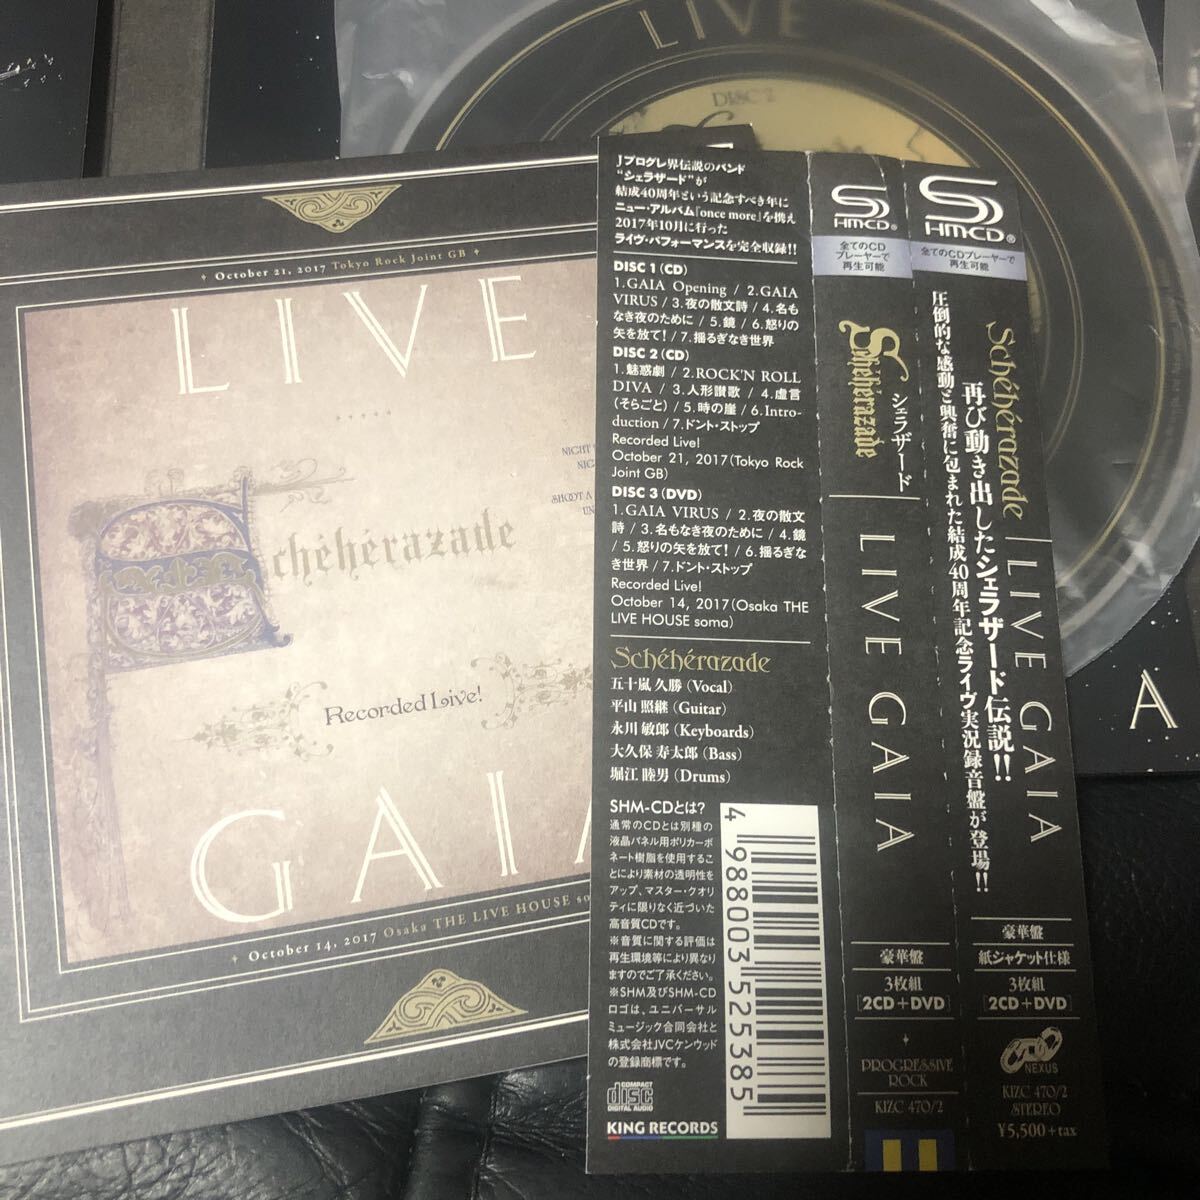 LIVE
DISC 2
✦ October 21, 2017 Tokyo Rock Joint GB ✦
LIVE
Schéhérazade
Recorded Live!
GAIA
✦ October 14, 2017 Osaka THE LIVE HOUSE so
Jプログレ界伝説のバンド
“シェラザード”が
結成40周年という記念すべき年に
ニュー・アルバム『once more』を携え
2017年10月に行った
ライヴ・パフォーマンスを完全収録!!
DISC 1(CD)
1.GAIA Opening / 2.GAIA
VIRUS / 3.夜の散文詩 / 4.名も
なき夜のために / 5.鏡 / 6.怒りの
矢を放て! / 7.揺るぎなき世界
DISC 2(CD)
1.魅惑劇 / 2.ROCK'N ROLL
DIVA / 3.人形讃歌 / 4.虚言
(そらごと) / 5.時の崖 / 6.Intro-
duction / 7.ドント・ストップ
Recorded Live!
October 21, 2017(Tokyo Rock
Joint GB)
DISC 3(DVD)
1.GAIA VIRUS / 2.夜の散文
詩 / 3.名もなき夜のために / 4.鏡
/ 5.怒りの矢を放て! / 6.揺るぎな
き世界 / 7.ドント・ストップ
Recorded Live!
October 14, 2017(Osaka THE
LIVE HOUSE soma)
Schéhérazade
五十嵐 久勝(Vocal)
平山 照継(Guitar)
永川 敏郎(Keyboards)
大久保 寿太郎(Bass)
堀江 睦男(Drums)
SHM-CDとは?
通常のCDとは別種の
液晶パネル用ポリカーボ
ネート樹脂を使用するこ
とにより素材の透明性を
アップ、マスター・クオリ
ティに限りなく近づいた
高音質CDです。
※音質に関する評価は
再生環境等により異なり
ますのでご了承ください。
※SHM及びSHM-CD
ロゴは、ユニバーサル
ミュージック合同会社と
株式会社JVCケンウッド
の登録商標です。
COMPACT
disc
DIGITAL AUDIO
KING RECORDS
4 988003 525385
HMCD®
全てのCD
プレーヤーで
再生可能
Schéhérazade
シェラザード
LIVE GAIA
豪華盤
3枚組
[2CD+DVD]
PROGRESSIVE
ROCK
KIZC 470/2
HMCD®
全てのCDプレーヤーで
再生可能
Schéhérazade LIVE GAIA
再び動き出したシェラザード伝説!!
圧倒的な感動と興奮に包まれた結成40周年記念ライヴ実況録音盤が登場!!
豪華盤
紙ジャケット仕様
3枚組
[2CD+DVD]
NEXUS
KIZC 470/2
STEREO
¥5,500+tax
A